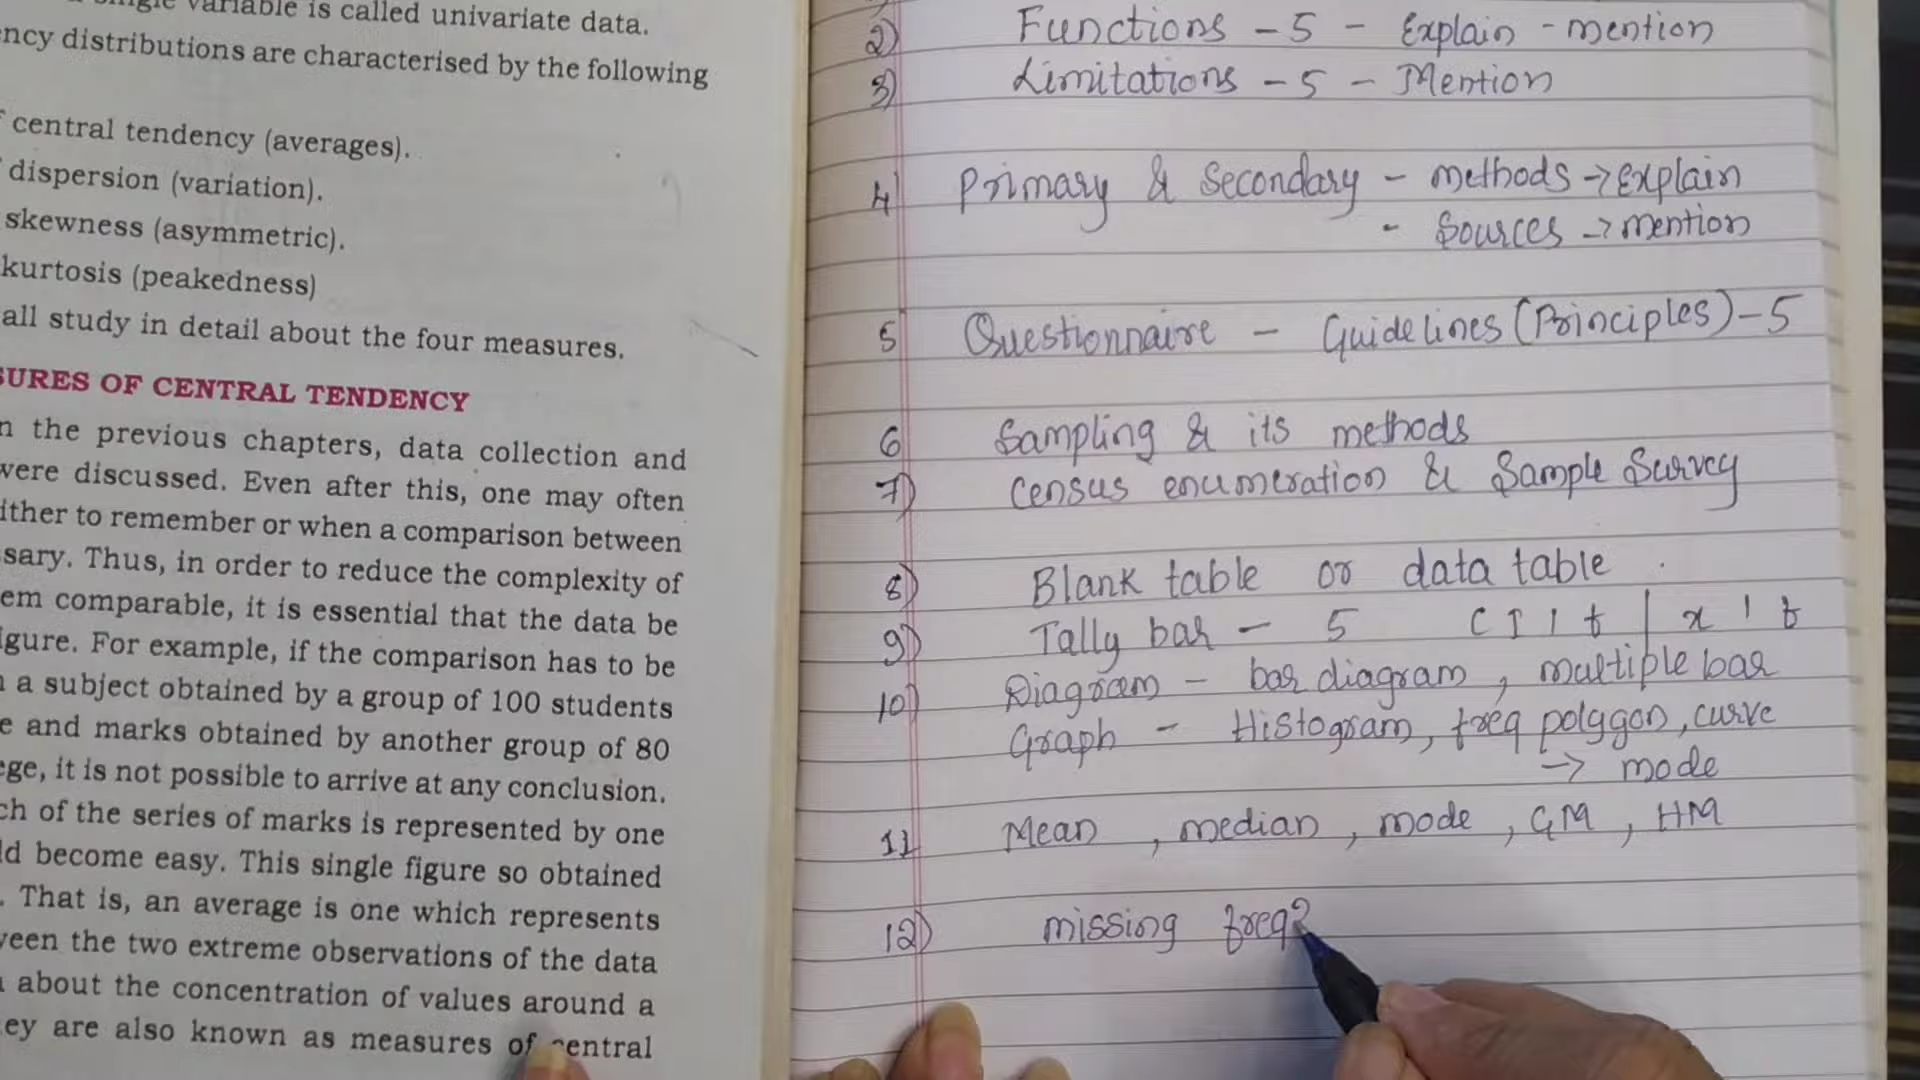 single variable is called univariate data.
ncy distributions are characterised by the following
central tendency (averages).
dispersion (variation).
skewness (asymmetric).
kurtosis (peakedness)
all study in detail about the four measures.
SURES OF CENTRAL TENDENCY
n the previous chapters, data collection and
were discussed. Even after this, one may often
ither to remember or when a comparison between
sary. Thus, in order to reduce the complexity of
em comparable, it is essential that the data be
igure. For example, if the comparison has to be
a subject obtained by a group of 100 students
e and marks obtained by another group of 80
ege, it is not possible to arrive at any conclusion.
ch of the series of marks is represented by one
ld become easy. This single figure so obtained
. That is, an average is one which represents
ween the two extreme observations of the data
about the concentration of values around a
ey are also known as measures of central
2) Functions - 5 - Explain - mention
3) Limitations - 5 - Mention
4) Primary & Secondary - methods → Explain
- Sources → mention
5 Questionnaire - Guidelines (Principles) - 5
6 Sampling & its methods
7) Census enumeration & Sample Survey
8) Blank table or data table
9) Tally bar - 5 CI | f | x | f
10) Diagram - bar diagram, multiple bar
Graph - Histogram, freq polygon, curve
→ mode
11 Mean, median, mode, GM, HM
12) missing freq?